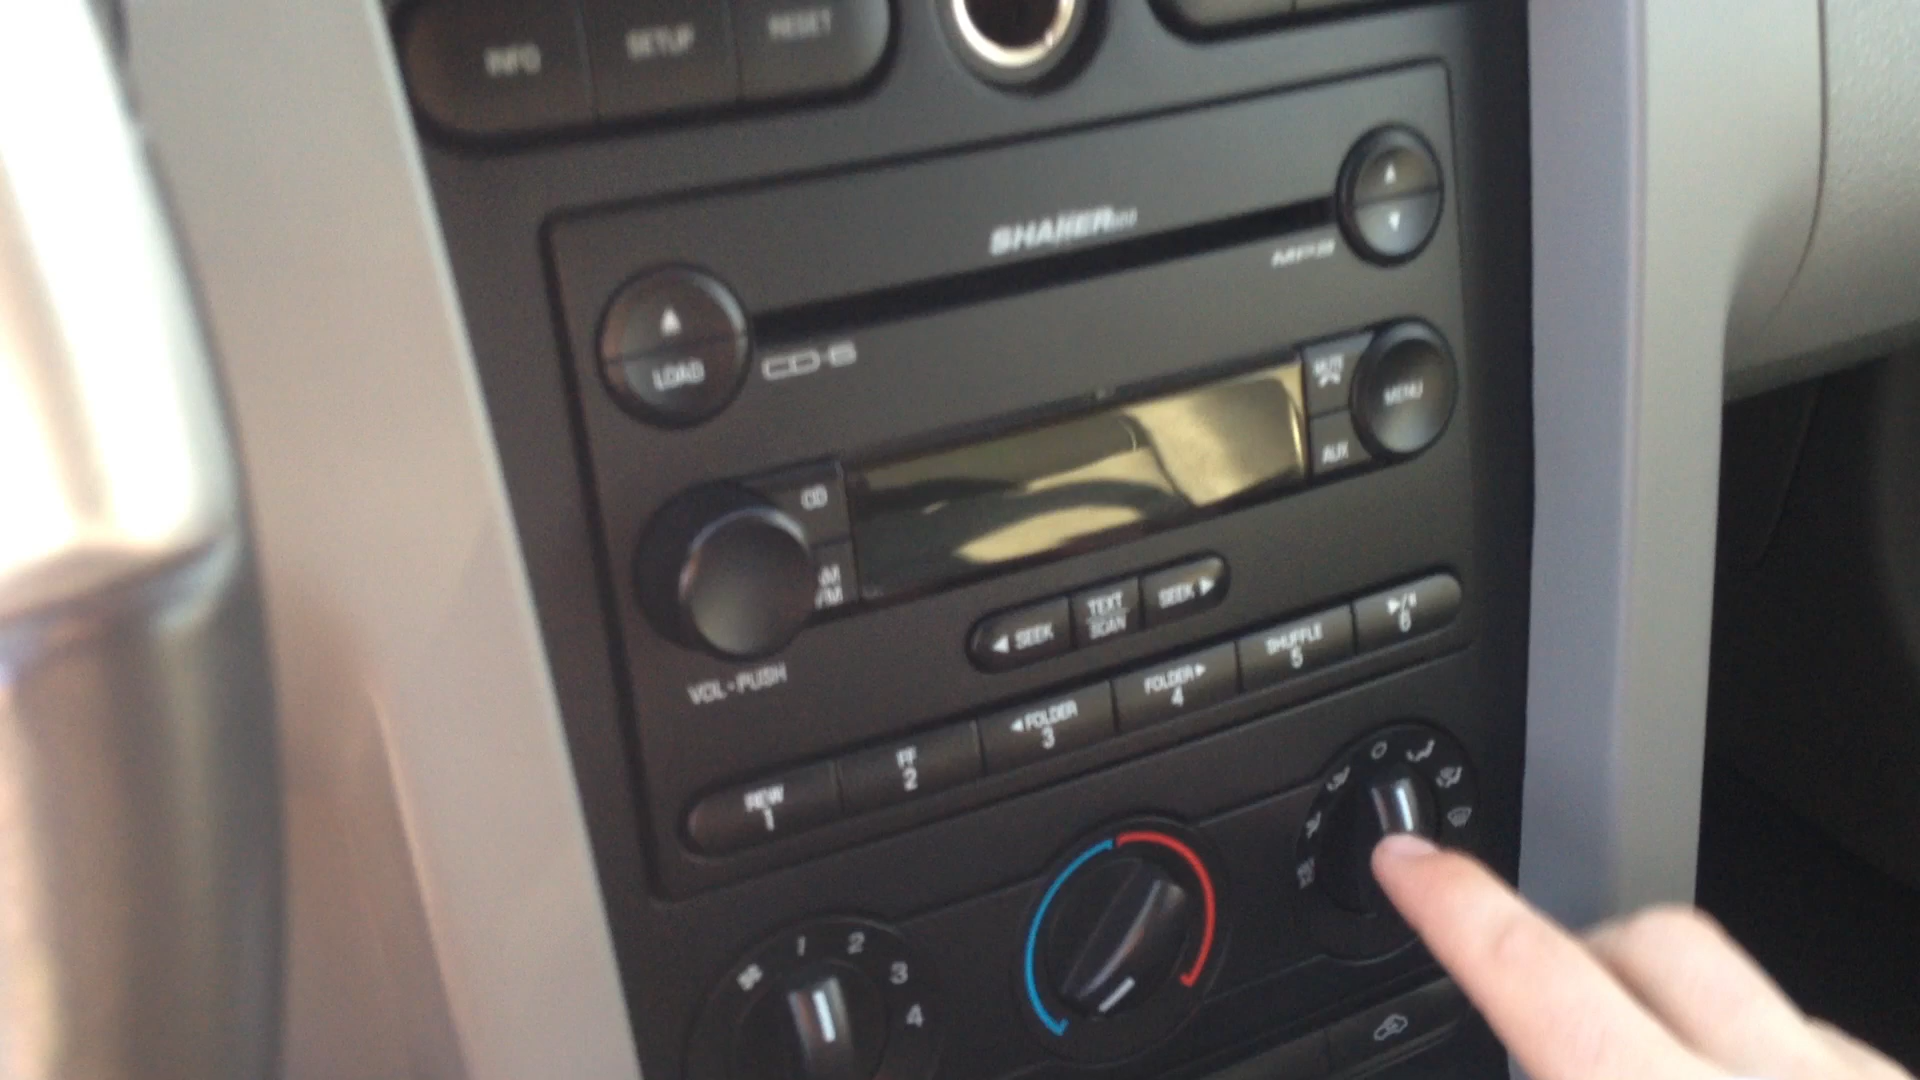 INFO SETUP RESET
SHAKER
MP3
LOAD CD-6
MUTE
MENU
CD
AUX
AM
FM
SEEK TEXT SCAN SEEK
VOL-PUSH
REW 1
FF 2
FOLDER 3
FOLDER 4
SHUFFLE 5
6
1 2 3 4